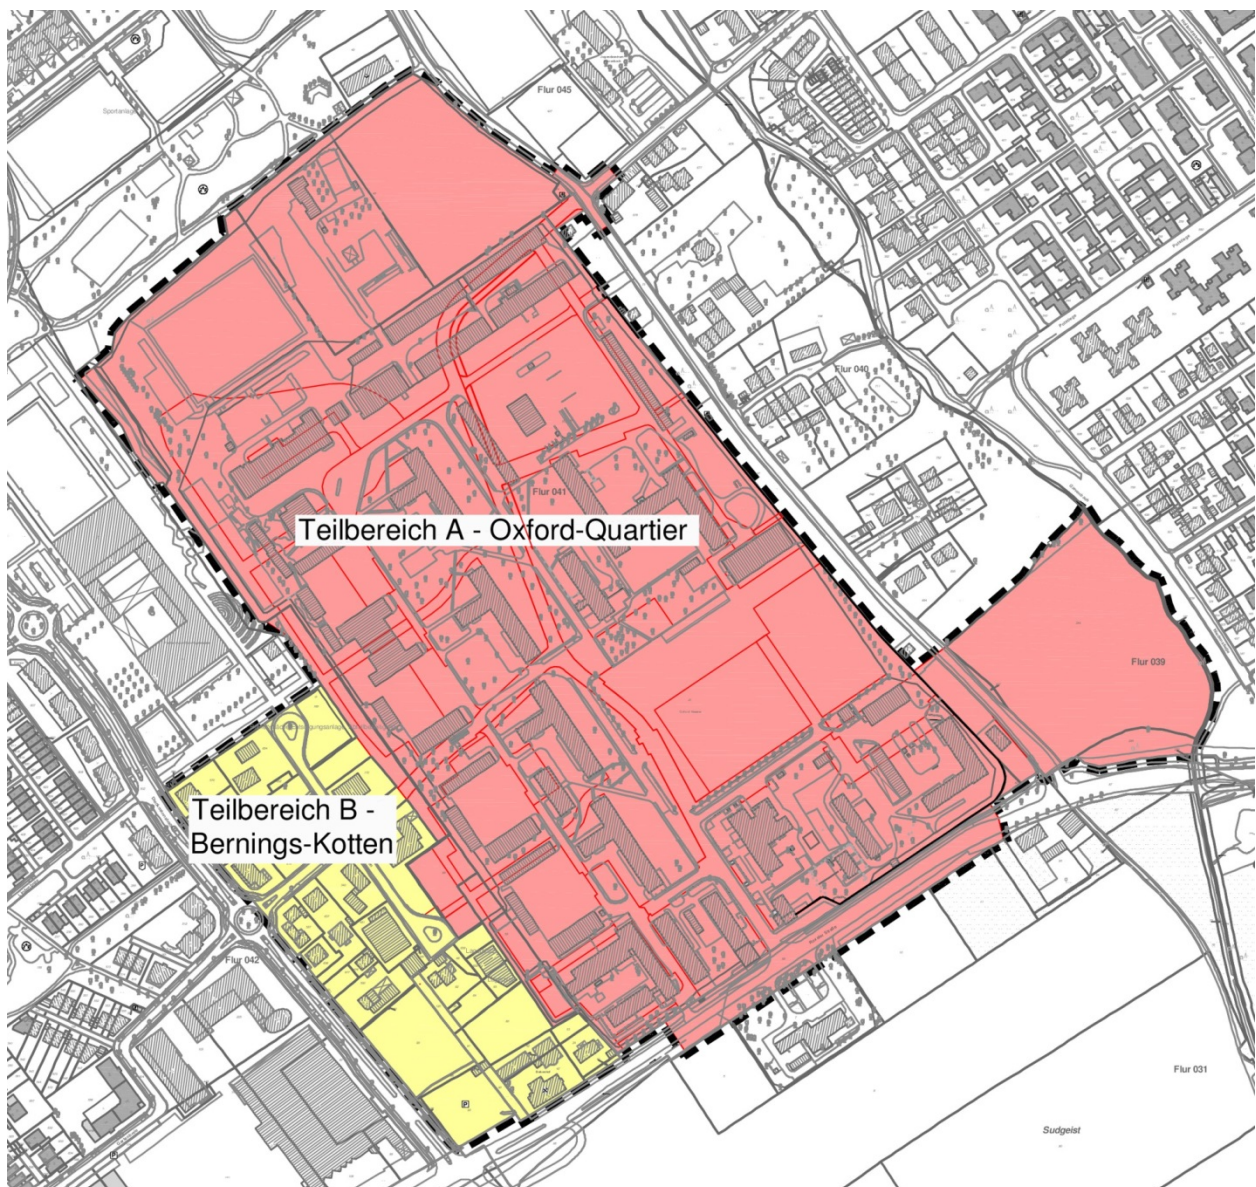 Sportanlage
Flur 045
Flur 040
Flur 041
Teilbereich A - Oxford-Quartier
Flur 039
Teilbereich B -
Bernings-Kotten
Flur 042
Flur 031
Sudgeist